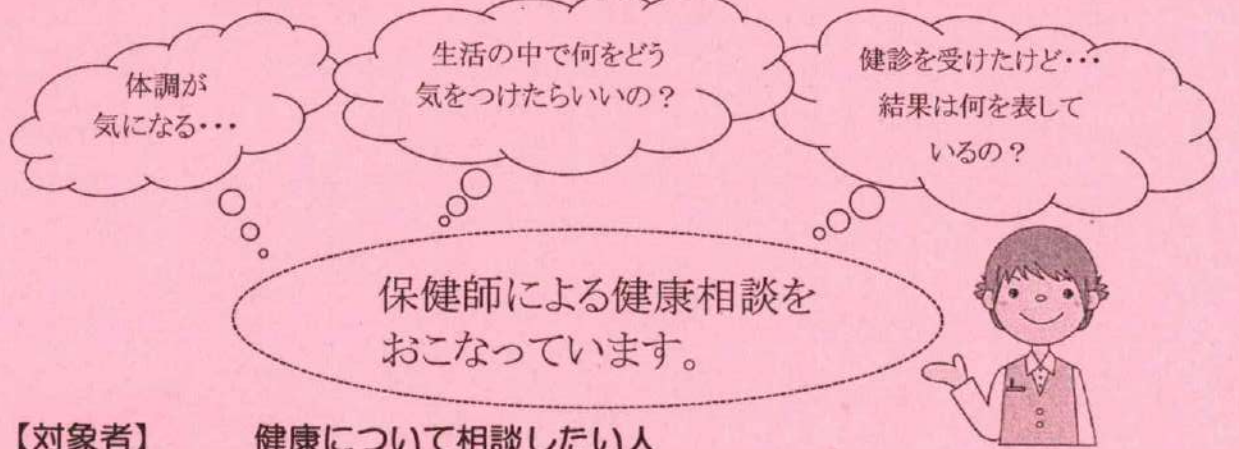 体調が
気になる・・・
生活の中で何をどう
気をつけたらいいの？
健診を受けたけど・・・
結果は何を表して
いるの？
保健師による健康相談を
おこなっています。
【対象者】 健康について相談したい人